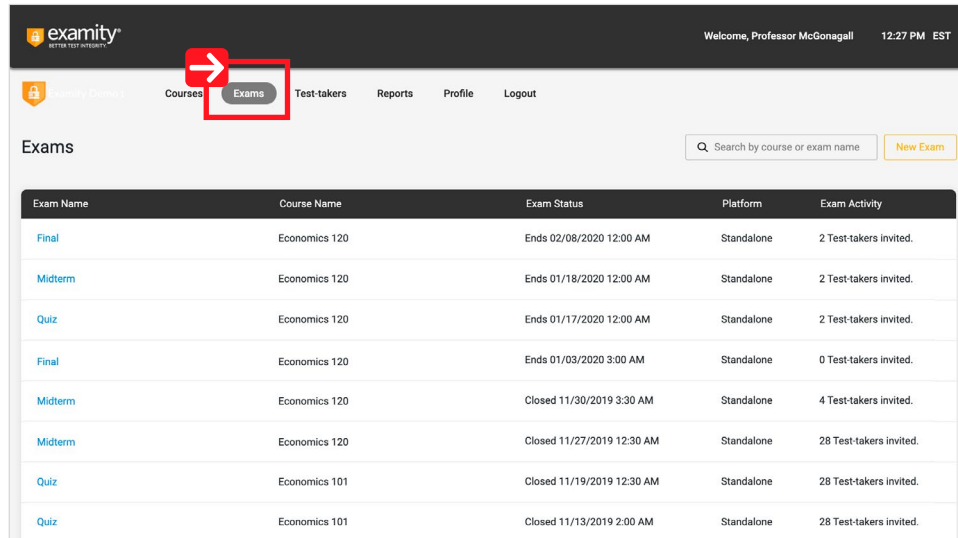 examity®
BETTER TEST INTEGRITY.
Welcome, Professor McGonagall 12:27 PM EST
Examity Demo1 Courses Exams Test-takers Reports Profile Logout
Exams
Search by course or exam name New Exam
Exam Name Course Name Exam Status Platform Exam Activity
Final Economics 120 Ends 02/08/2020 12:00 AM Standalone 2 Test-takers invited.
Midterm Economics 120 Ends 01/18/2020 12:00 AM Standalone 2 Test-takers invited.
Quiz Economics 120 Ends 01/17/2020 12:00 AM Standalone 2 Test-takers invited.
Final Economics 120 Ends 01/03/2020 3:00 AM Standalone 0 Test-takers invited.
Midterm Economics 120 Closed 11/30/2019 3:30 AM Standalone 4 Test-takers invited.
Midterm Economics 120 Closed 11/27/2019 12:30 AM Standalone 28 Test-takers invited.
Quiz Economics 101 Closed 11/19/2019 12:30 AM Standalone 28 Test-takers invited.
Quiz Economics 101 Closed 11/13/2019 2:00 AM Standalone 28 Test-takers invited.